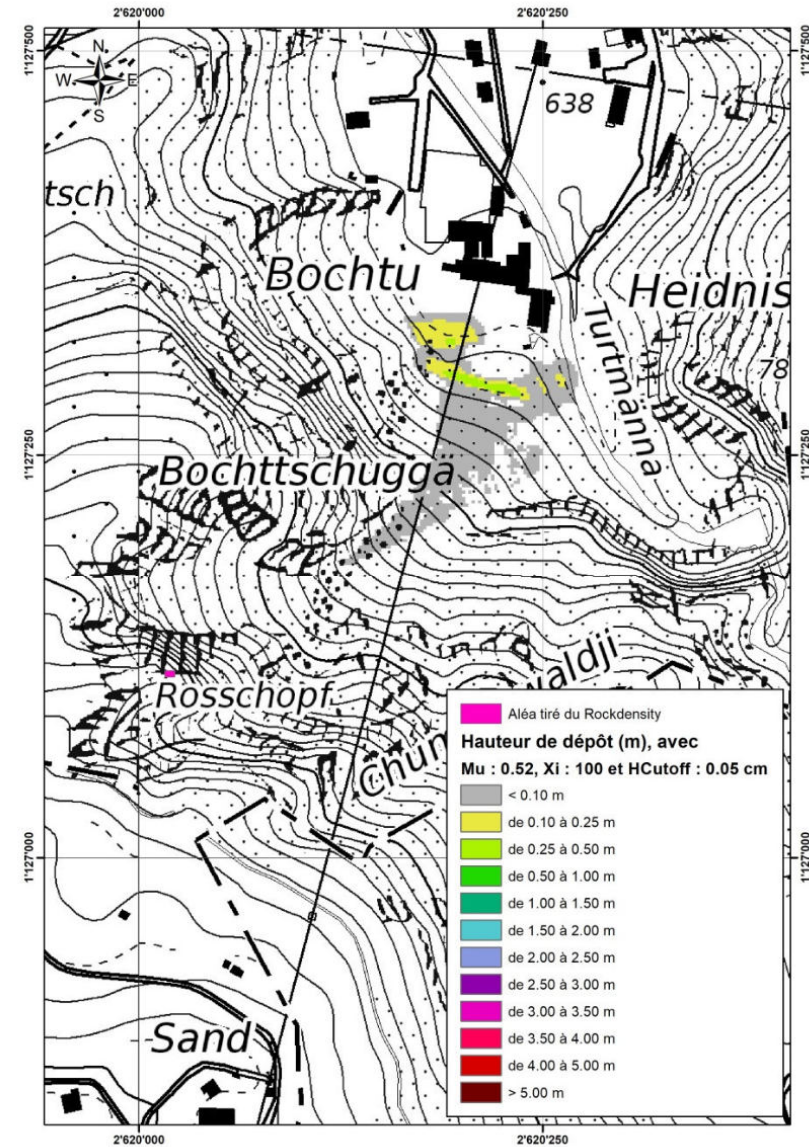 2'620'000
2'620'250
1'127'500
1'127'500
N
W
E
S
638
tsch
Bochtu
Heidnis
Turtmänna
78
1'127'250
1'127'250
Bochttschuggä
Rosschopf
waldji
Chum
1'127'000
1'127'000
Sand
Aléa tiré du Rockdensity
Hauteur de dépôt (m), avec
Mu : 0.52, Xi : 100 et HCutoff : 0.05 cm
< 0.10 m
de 0.10 à 0.25 m
de 0.25 à 0.50 m
de 0.50 à 1.00 m
de 1.00 à 1.50 m
de 1.50 à 2.00 m
de 2.00 à 2.50 m
de 2.50 à 3.00 m
de 3.00 à 3.50 m
de 3.50 à 4.00 m
de 4.00 à 5.00 m
> 5.00 m
2'620'000
2'620'250